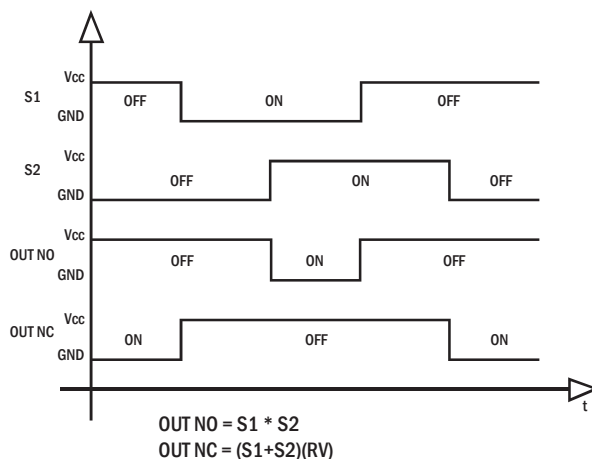 Vcc
S1
OFF ON OFF
GND
Vcc
S2
OFF ON OFF
GND
Vcc
OUT NO
OFF ON OFF
GND
Vcc
OUT NC
ON OFF ON
GND
t
OUT NO = S1 * S2
OUT NC = (S1+S2)(RV)